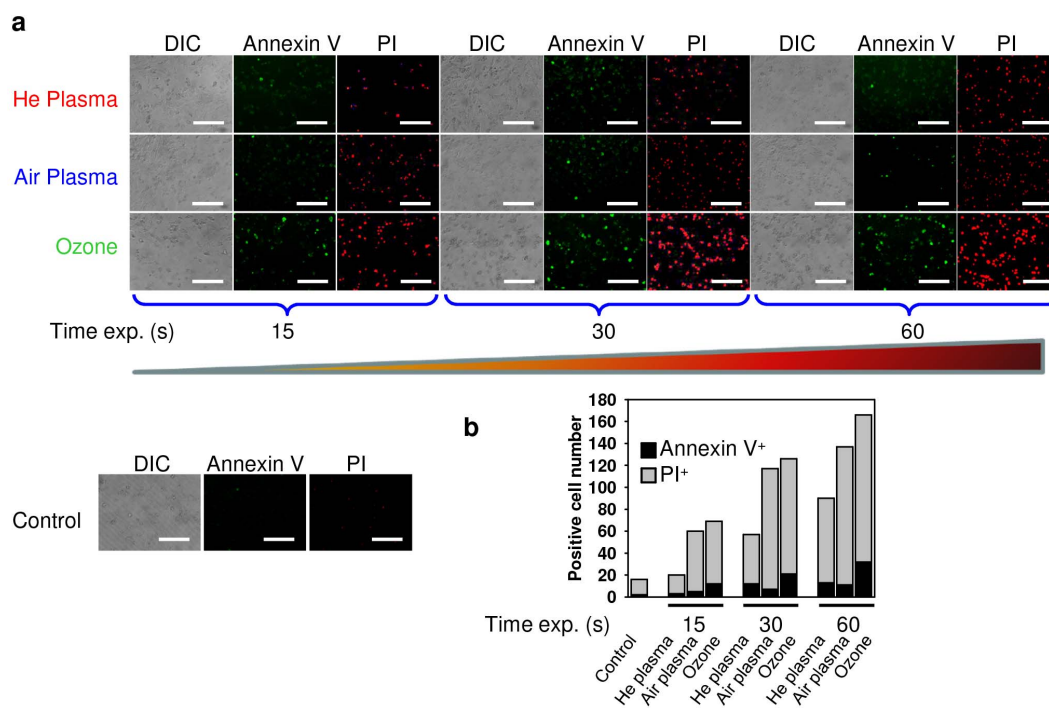 a
DIC Annexin V PI DIC Annexin V PI DIC Annexin V PI
He Plasma
Air Plasma
Ozone
Time exp. (s) 15 30 60
DIC Annexin V PI
Control
b
Positive cell number
180
160
140
120
100
80
60
40
20
0
Annexin V+
PI+
Time exp. (s) 15 30 60
Control
He plasma
Air plasma
Ozone
He plasma
Air plasma
Ozone
He plasma
Air plasma
Ozone